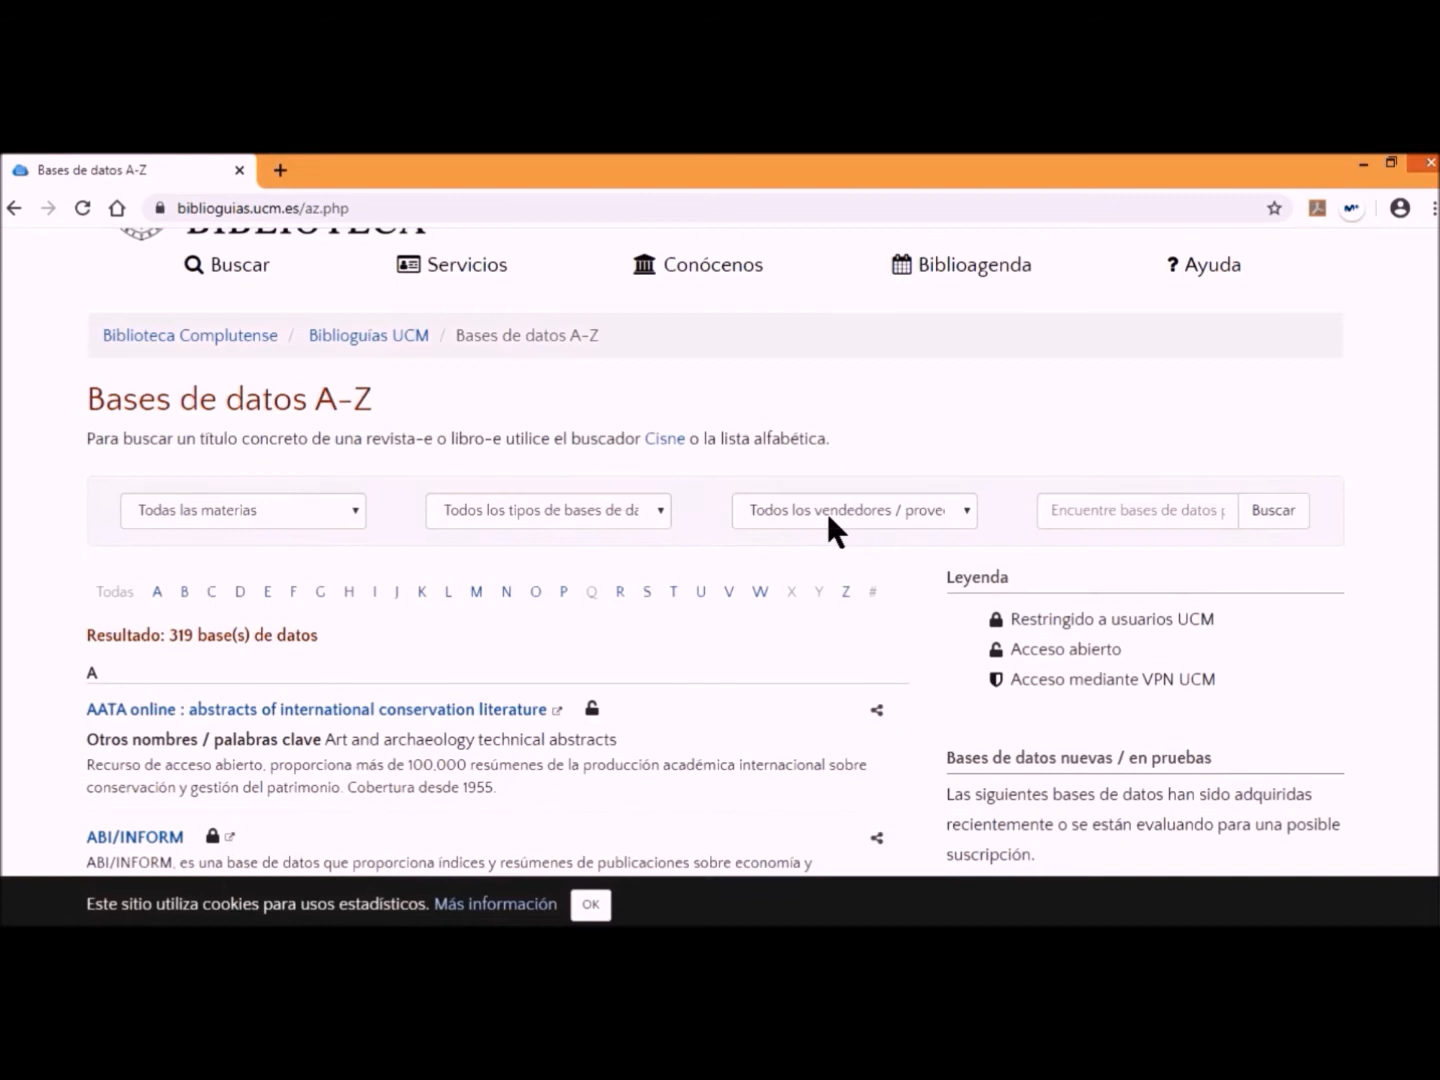 Bases de datos A-Z
biblioguias.ucm.es/az.php
BIBLIOTECA
Buscar Servicios Conócenos Biblioagenda ? Ayuda
Biblioteca Complutense / Biblioguías UCM / Bases de datos A-Z
Bases de datos A-Z
Para buscar un título concreto de una revista-e o libro-e utilice el buscador Cisne o la lista alfabética.
Todas las materias Todos los tipos de bases de da Todos los vendedores / prove Encuentre bases de datos p Buscar
Todas A B C D E F G H I J K L M N O P Q R S T U V W X Y Z #
Resultado: 319 base(s) de datos
A
AATA online : abstracts of international conservation literature
Otros nombres / palabras clave Art and archaeology technical abstracts
Recurso de acceso abierto, proporciona más de 100,000 resúmenes de la producción académica internacional sobre
conservación y gestión del patrimonio. Cobertura desde 1955.
ABI/INFORM
ABI/INFORM, es una base de datos que proporciona índices y resúmenes de publicaciones sobre economía y
Leyenda
Restringido a usuarios UCM
Acceso abierto
Acceso mediante VPN UCM
Bases de datos nuevas / en pruebas
Las siguientes bases de datos han sido adquiridas
recientemente o se están evaluando para una posible
suscripción.
Este sitio utiliza cookies para usos estadísticos. Más información OK